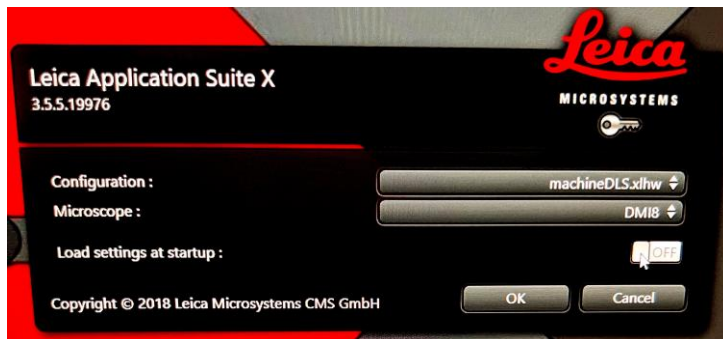 Leica
Leica Application Suite X
3.5.5.19976
MICROSYSTEMS
Configuration :
machineDLS.xlhw
Microscope :
DMI8
Load settings at startup :
OFF
Copyright © 2018 Leica Microsystems CMS GmbH
OK
Cancel